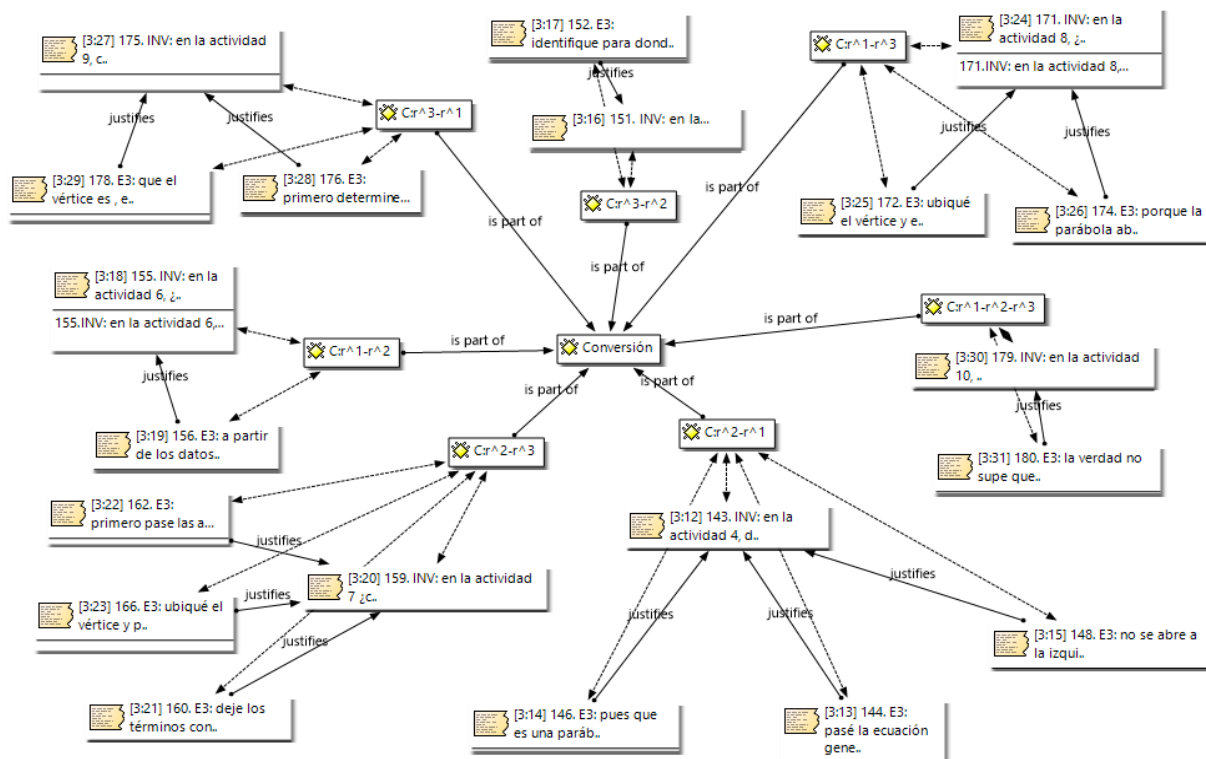 [3:27] 175. INV: en la actividad
9, c..
justifies
justifies
C:r^3-r^1
[3:29] 178. E3: que el
vértice es , e..
[3:28] 176. E3:
primero determine...
is part of
[3:17] 152. E3:
identifique para dond..
justifies
[3:16] 151. INV: en la...
C:r^3-r^2
is part of
C:r^1-r^3
[3:24] 171. INV: en la
actividad 8, ¿..
171.INV: en la actividad 8,...
justifies
is part of
[3:25] 172. E3: ubiqué
el vértice y e..
[3:26] 174. E3: porque la
parábola ab..
[3:18] 155. INV: en la
actividad 6, ¿..
155.INV: en la actividad 6,...
justifies
C:r^1-r^2
is part of
[3:19] 156. E3: a partir
de los datos..
Conversión
is part of
C:r^1-r^2-r^3
[3:30] 179. INV: en la actividad
10, ..
justifies
[3:31] 180. E3: la verdad no
supe que..
is part of
C:r^2-r^3
[3:22] 162. E3:
primero pase las a...
justifies
[3:23] 166. E3: ubiqué el
vértice y p..
justifies
[3:20] 159. INV: en la actividad
7 ¿c..
justifies
[3:21] 160. E3: deje los
términos con..
is part of
C:r^2-r^1
[3:12] 143. INV: en la
actividad 4, d..
justifies
justifies
justifies
[3:15] 148. E3: no se abre a
la izqui..
[3:14] 146. E3: pues que
es una paráb..
[3:13] 144. E3:
pasé la ecuación
gene..